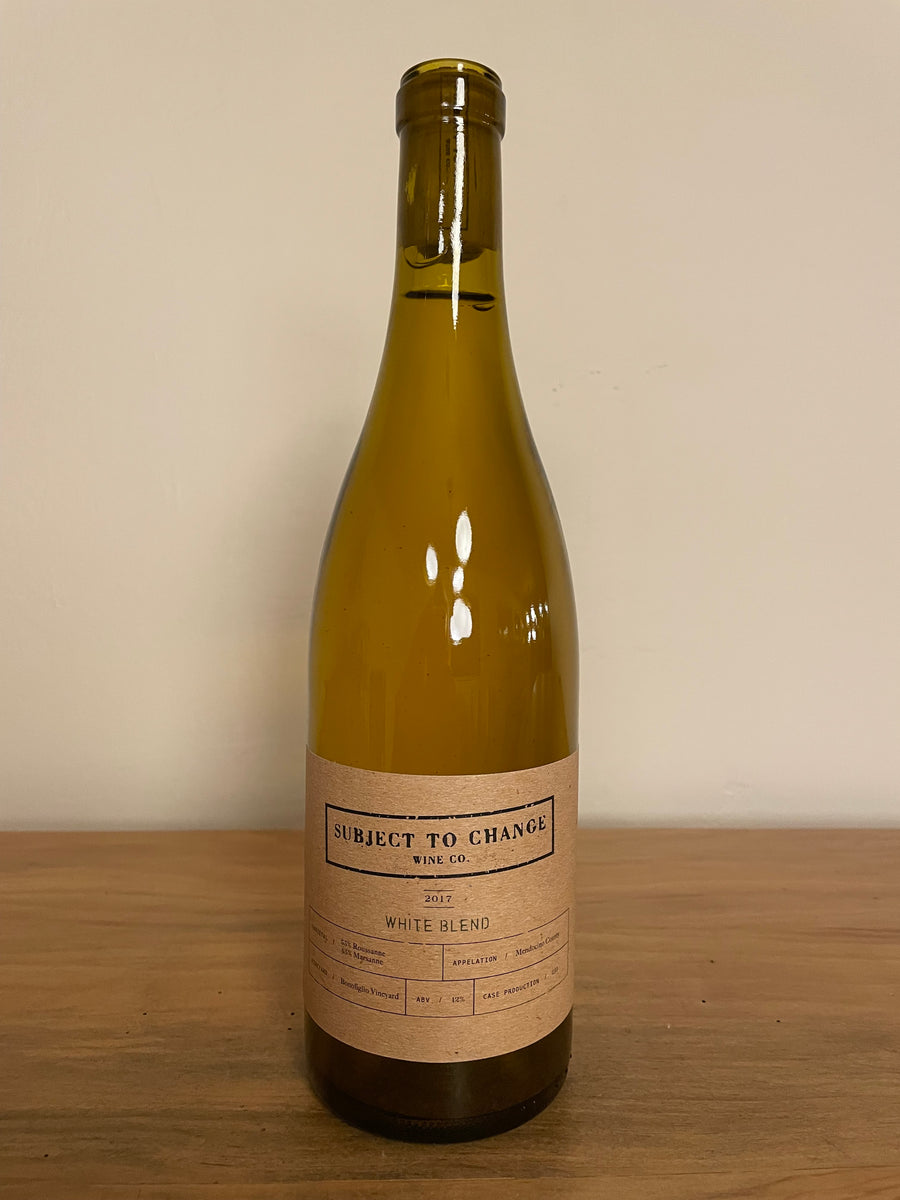 SUBJECT TO CHANGE
WINE CO.
2017
WHITE BLEND
/ Roussanne
Marsanne
APPELATION / Mendocino County
/ Bonofiglio Vineyard
ABV / 12%
CASE PRODUCTION /